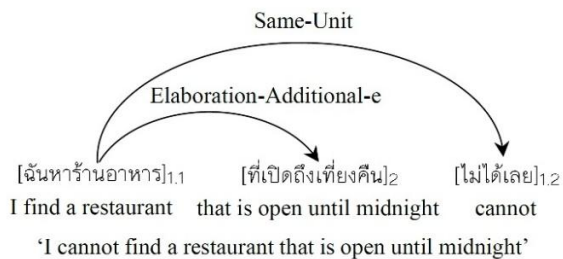 Same-Unit
Elaboration-Additional-e
[ฉันหาร้านอาหาร]1.1 [ที่เปิดถึงเที่ยงคืน]2 [ไม่ได้เลย]1.2
I find a restaurant that is open until midnight cannot
‘I cannot find a restaurant that is open until midnight’